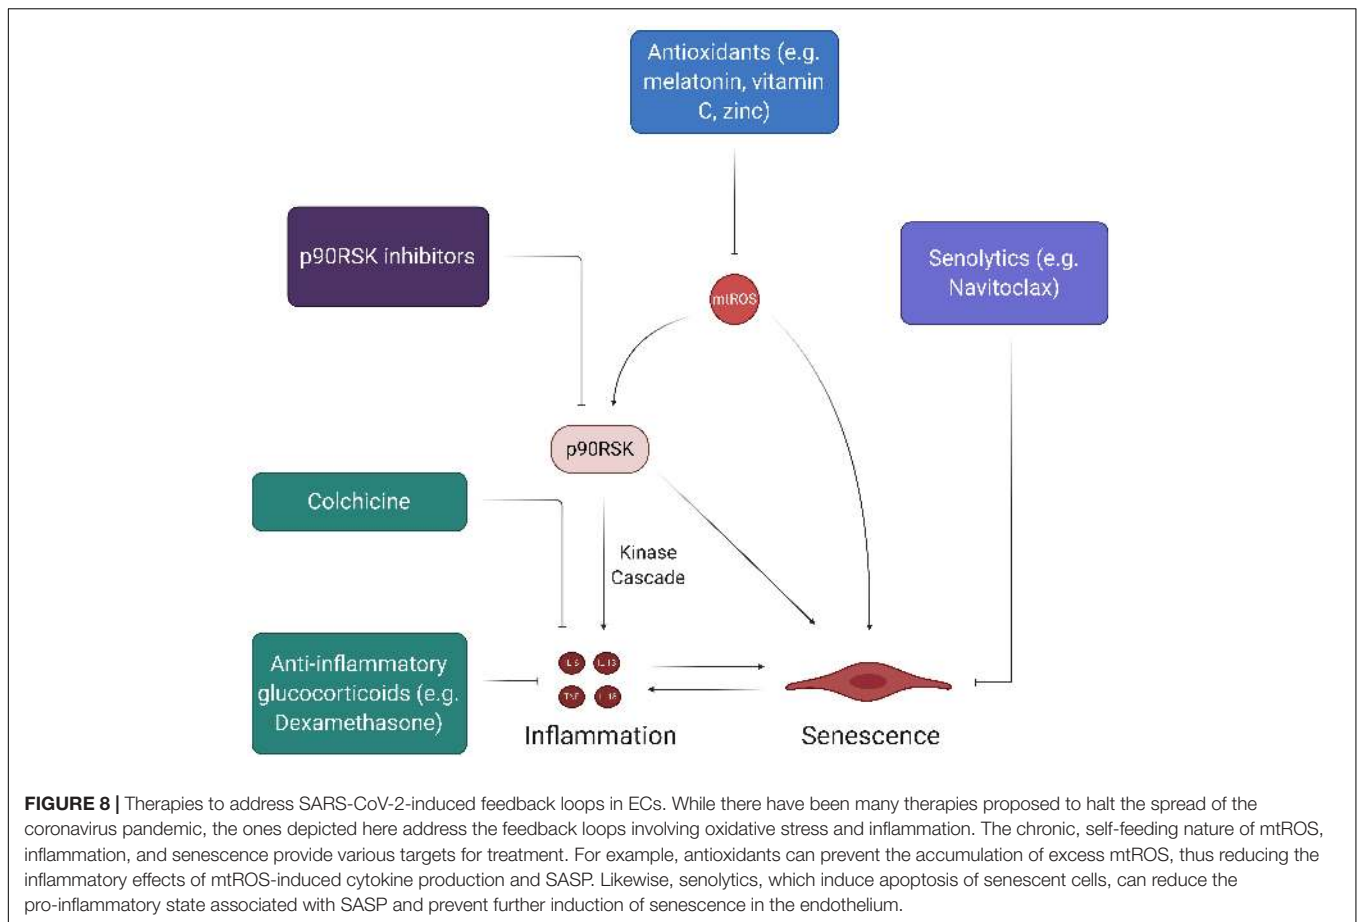 Antioxidants (e.g.
melatonin, vitamin
C, zinc)
p90RSK inhibitors
Senolytics (e.g.
Navitoclax)
mtROS
p90RSK
Colchicine
Kinase
Cascade
Anti-inflammatory
glucocorticoids (e.g.
Dexamethasone)
TNF
Inflammation
Senescence
FIGURE 8 | Therapies to address SARS-CoV-2-induced feedback loops in ECs. While there have been many therapies proposed to halt the spread of the
coronavirus pandemic, the ones depicted here address the feedback loops involving oxidative stress and inflammation. The chronic, self-feeding nature of mtROS,
inflammation, and senescence provide various targets for treatment. For example, antioxidants can prevent the accumulation of excess mtROS, thus reducing the
inflammatory effects of mtROS-induced cytokine production and SASP. Likewise, senolytics, which induce apoptosis of senescent cells, can reduce the
pro-inflammatory state associated with SASP and prevent further induction of senescence in the endothelium.